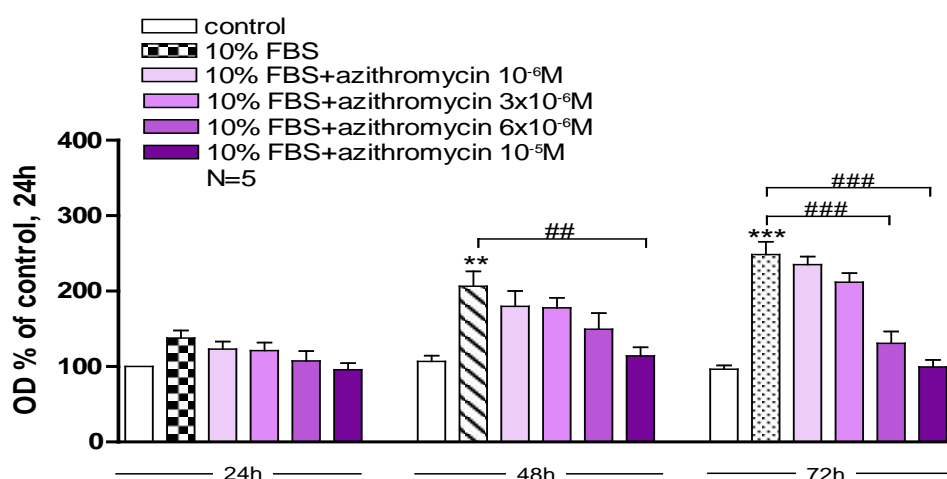 control
10% FBS
10% FBS+azithromycin 10⁻⁶M
10% FBS+azithromycin 3x10⁻⁶M
10% FBS+azithromycin 6x10⁻⁶M
10% FBS+azithromycin 10⁻⁵M
N=5
OD % of control, 24h
400
300
200
100
0
**
##
***
###
###
24h
48h
72h